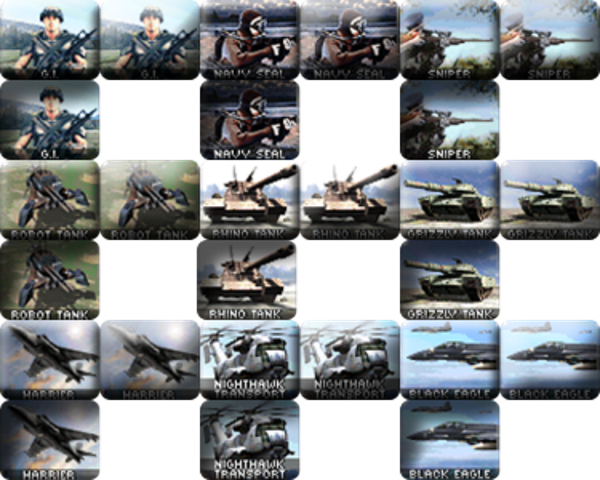 G.I. G.I. NAVY SEAL NAVY SEAL SNIPER SNIPER
G.I. NAVY SEAL SNIPER
ROBOT TANK ROBOT TANK RHINO TANK RHINO TANK GRIZZLY TANK GRIZZLY TANK
ROBOT TANK RHINO TANK GRIZZLY TANK
HARRIER HARRIER NIGHTHAWK TRANSPORT NIGHTHAWK TRANSPORT BLACK EAGLE BLACK EAGLE
HARRIER NIGHTHAWK TRANSPORT BLACK EAGLE